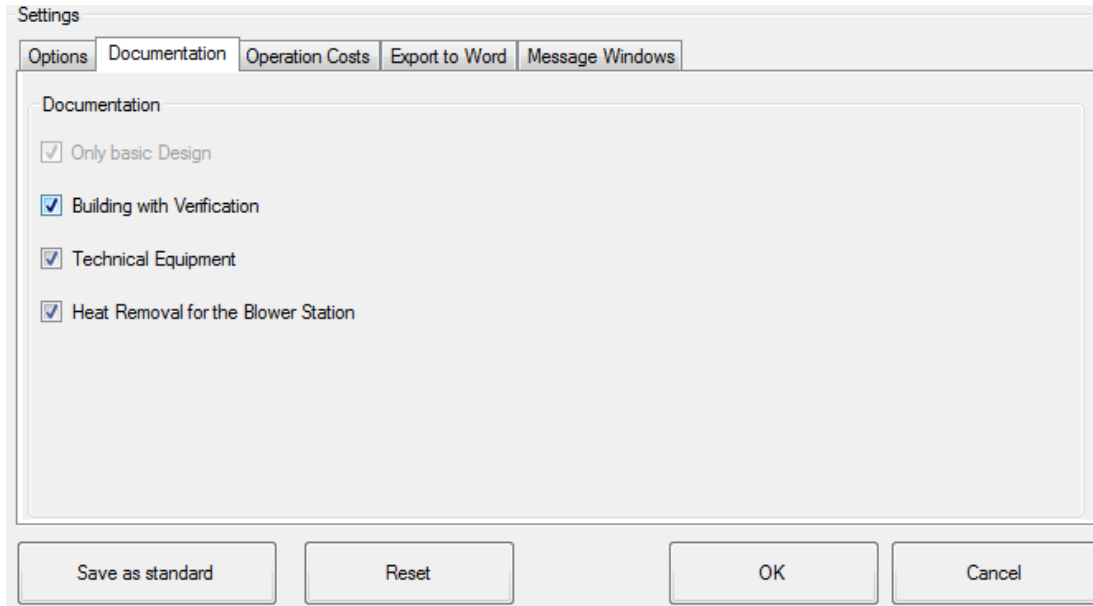 Settings
Options Documentation Operation Costs Export to Word Message Windows
Documentation
Only basic Design
Building with Verification
Technical Equipment
Heat Removal for the Blower Station
Save as standard Reset OK Cancel